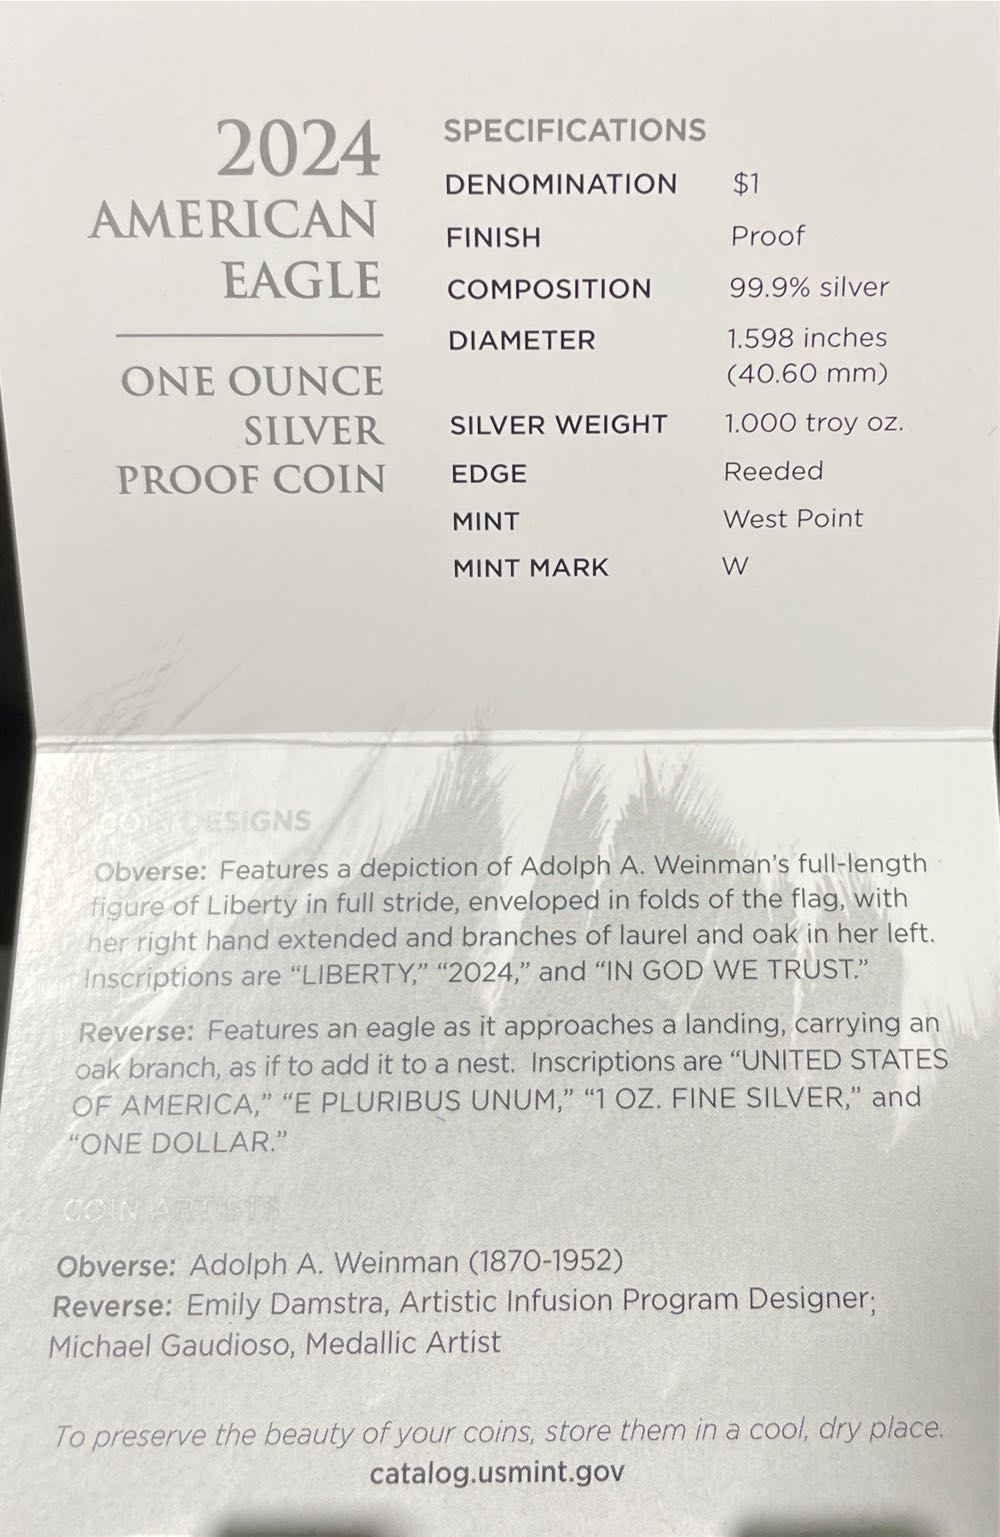 2024
AMERICAN
EAGLE
ONE OUNCE
SILVER
PROOF COIN
SPECIFICATIONS
DENOMINATION $1
FINISH Proof
COMPOSITION 99.9% silver
DIAMETER 1.598 inches
(40.60 mm)
SILVER WEIGHT 1.000 troy oz.
EDGE Reeded
MINT West Point
MINT MARK W
COIN DESIGNS
Obverse: Features a depiction of Adolph A. Weinman's full-length
figure of Liberty in full stride, enveloped in folds of the flag, with
her right hand extended and branches of laurel and oak in her left.
Inscriptions are “LIBERTY,” “2024,” and “IN GOD WE TRUST.”
Reverse: Features an eagle as it approaches a landing, carrying an
oak branch, as if to add it to a nest. Inscriptions are “UNITED STATES
OF AMERICA,” “E PLURIBUS UNUM,” “1 OZ. FINE SILVER,” and
“ONE DOLLAR.”
COIN ARTISTS
Obverse: Adolph A. Weinman (1870-1952)
Reverse: Emily Damstra, Artistic Infusion Program Designer;
Michael Gaudioso, Medallic Artist
To preserve the beauty of your coins, store them in a cool, dry place.
catalog.usmint.gov